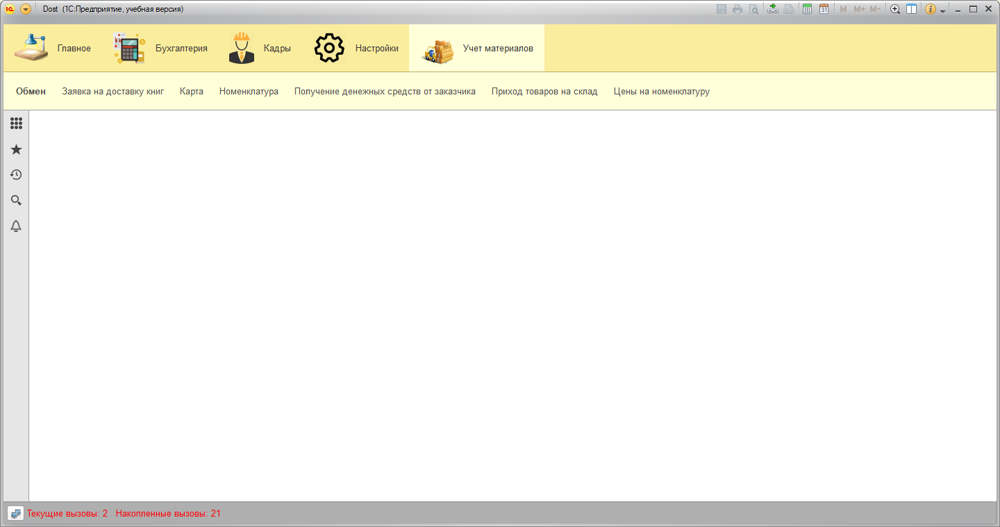 Dost (1С:Предприятие, учебная версия)
31 M M+ M-
Главное Бухгалтерия Кадры Настройки Учет материалов
Обмен Заявка на доставку книг Карта Номенклатура Получение денежных средств от заказчика Приход товаров на склад Цены на номенклатуру
Текущие вызовы: 2 Накопленные вызовы: 21